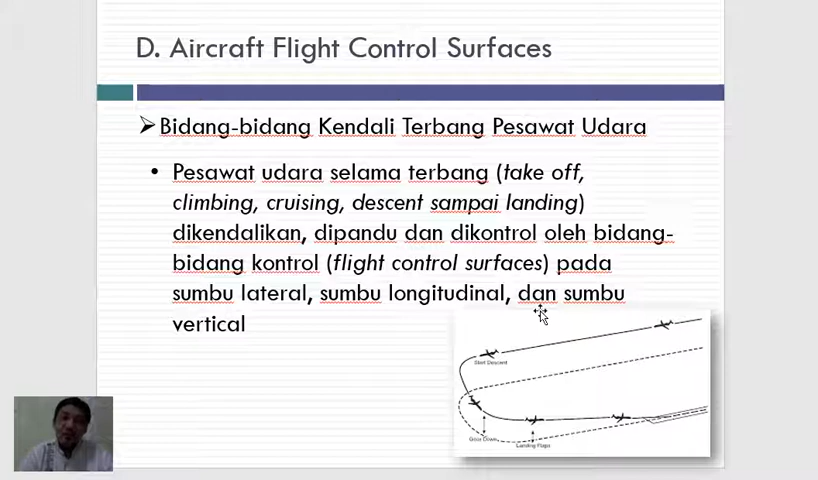 D. Aircraft Flight Control Surfaces
Bidang-bidang Kendali Terbang Pesawat Udara
• Pesawat udara selama terbang (take off,
climbing, cruising, descent sampai landing)
dikendalikan, dipandu dan dikontrol oleh bidang-
bidang kontrol (flight control surfaces) pada
sumbu lateral, sumbu longitudinal, dan sumbu
vertical
Start Descent
Gear Down
Landing Flaps